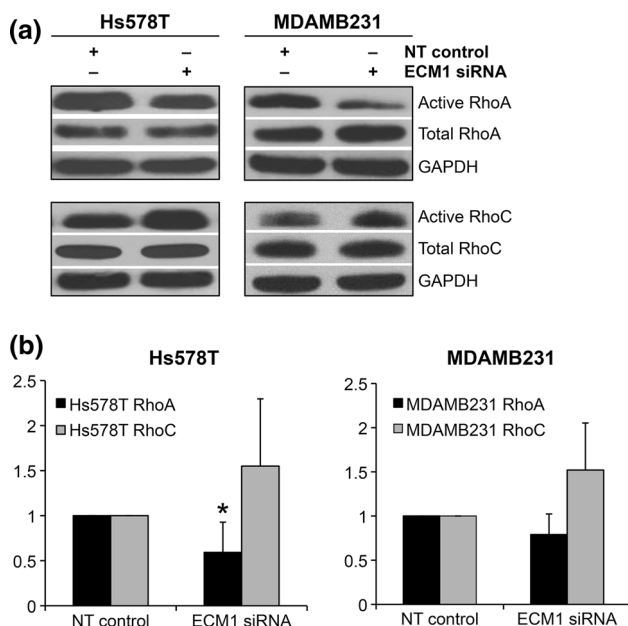 (a)
Hs578T
MDAMB231
+ – + – NT control
– + – + ECM1 siRNA
Active RhoA
Total RhoA
GAPDH
Active RhoC
Total RhoC
GAPDH
(b)
Hs578T
2.5
2
1.5
1
0.5
0
Hs578T RhoA
Hs578T RhoC
*
NT control
ECM1 siRNA
MDAMB231
2.5
2
1.5
1
0.5
0
MDAMB231 RhoA
MDAMB231 RhoC
NT control
ECM1 siRNA